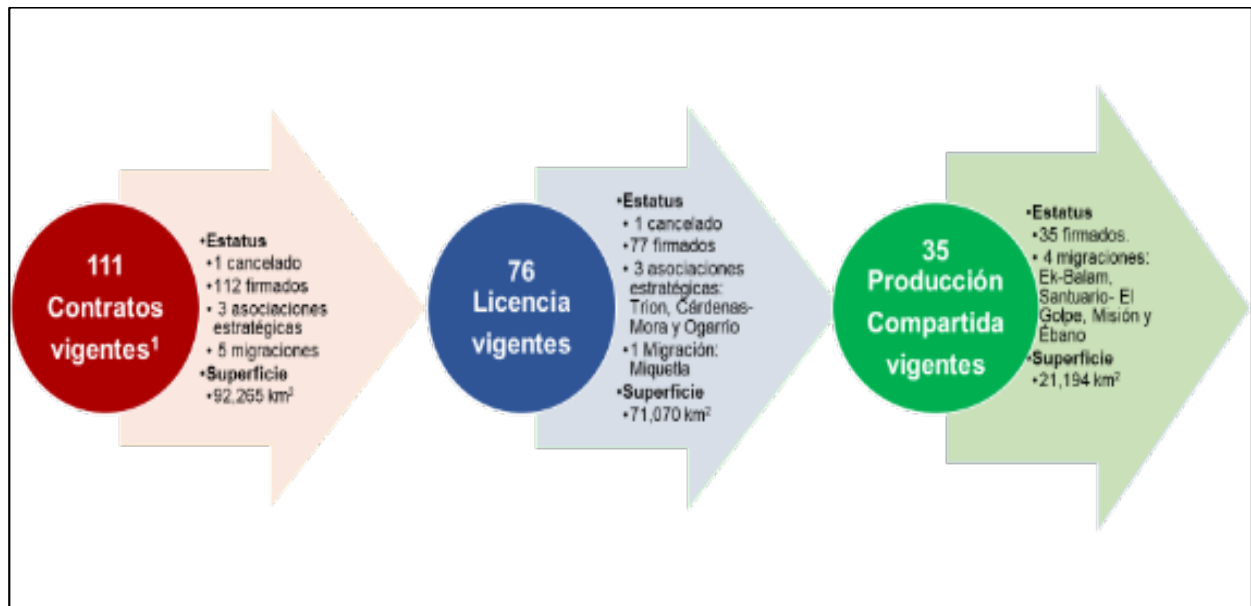 111
Contratos
vigentes¹
•Estatus
•1 cancelado
•112 firmados
•3 asociaciones
estratégicas
•5 migraciones
•Superficie
•92,265 km²
76
Licencia
vigentes
•Estatus
•1 cancelado
•77 firmados
•3 asociaciones
estratégicas:
Trion, Cárdenas-
Mora y Ogarrio
•1 Migración:
Miquetla
•Superficie
•71,070 km²
35
Producción
Compartida
vigentes
•Estatus
•35 firmados.
•4 migraciones:
Ek-Balam,
Santuario- El
Golpe, Misión y
Ébano
•Superficie
•21,194 km²